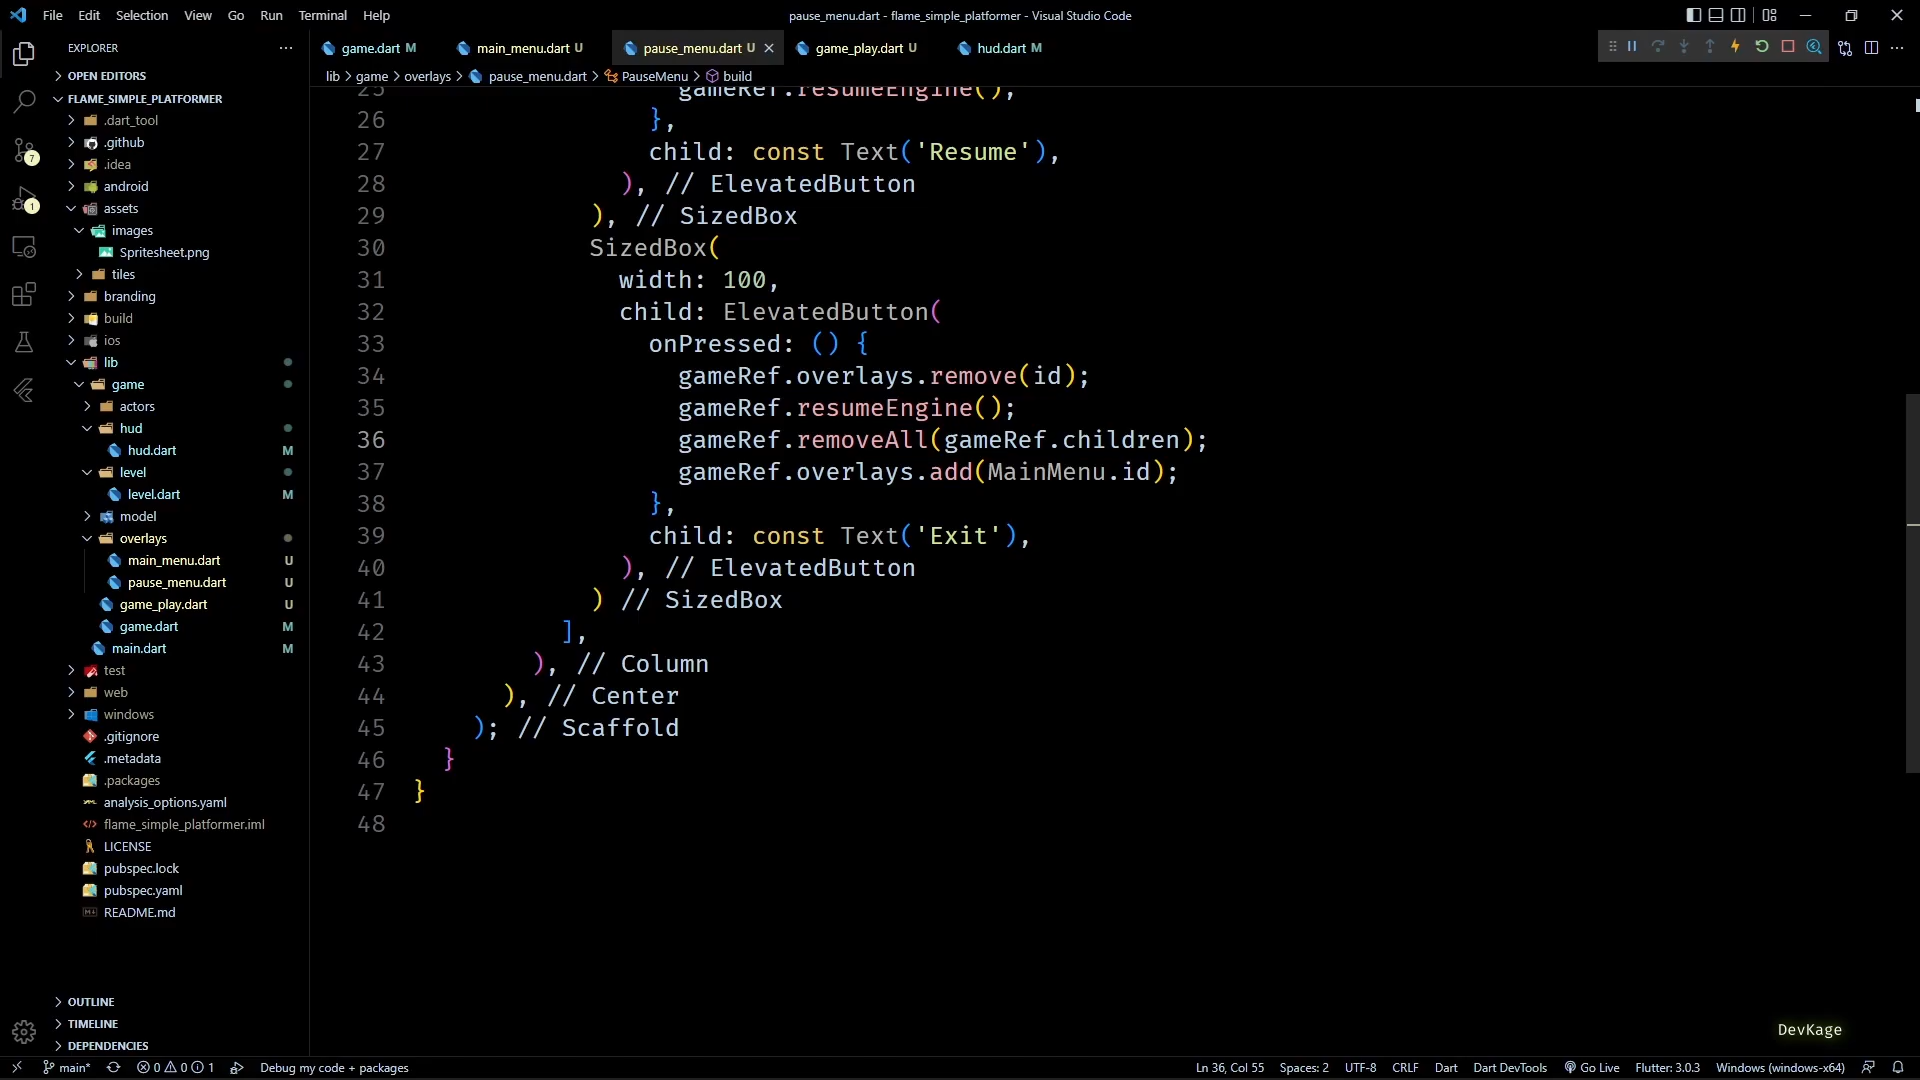 File Edit Selection View Go Run Terminal Help
pause_menu.dart - flame_simple_platformer - Visual Studio Code
EXPLORER
game.dart M
main_menu.dart U
pause_menu.dart U
game_play.dart U
hud.dart M
lib > game > overlays > pause_menu.dart > PauseMenu > build
OPEN EDITORS
FLAME_SIMPLE_PLATFORMER
.dart_tool
.github
.idea
android
assets
images
Spritesheet.png
tiles
branding
build
ios
lib
game
actors
hud
hud.dart M
level
level.dart M
model
overlays
main_menu.dart U
pause_menu.dart U
game_play.dart U
game.dart M
main.dart M
test
web
windows
.gitignore
.metadata
.packages
analysis_options.yaml
flame_simple_platformer.iml
LICENSE
pubspec.lock
pubspec.yaml
README.md
OUTLINE
TIMELINE
DEPENDENCIES
7
1
25 gameRef.resumeEngine();
26 },
27 child: const Text('Resume'),
28 ), // ElevatedButton
29 ), // SizedBox
30 SizedBox(
31 width: 100,
32 child: ElevatedButton(
33 onPressed: () {
34 gameRef.overlays.remove(id);
35 gameRef.resumeEngine();
36 gameRef.removeAll(gameRef.children);
37 gameRef.overlays.add(MainMenu.id);
38 },
39 child: const Text('Exit'),
40 ), // ElevatedButton
41 ) // SizedBox
42 ],
43 ), // Column
44 ), // Center
45 ); // Scaffold
46 }
47 }
48
DevKage
main* 0 0 1 Debug my code + packages
Ln 36, Col 55 Spaces: 2 UTF-8 CRLF Dart Dart DevTools Go Live Flutter: 3.0.3 Windows (windows-x64)